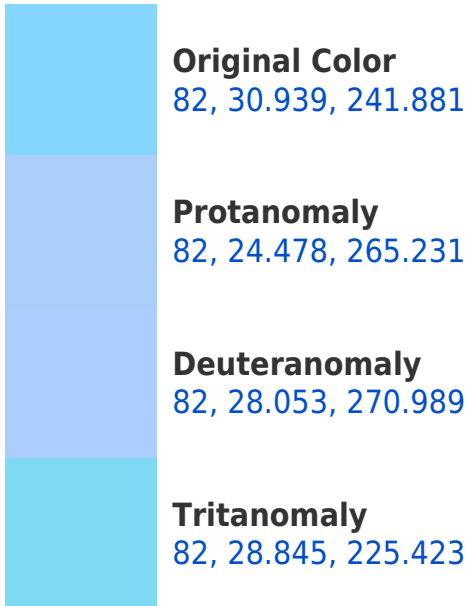 Original Color
82, 30.939, 241.881
Protanomaly
82, 24.478, 265.231
Deuteranomaly
82, 28.053, 270.989
Tritanomaly
82, 28.845, 225.423